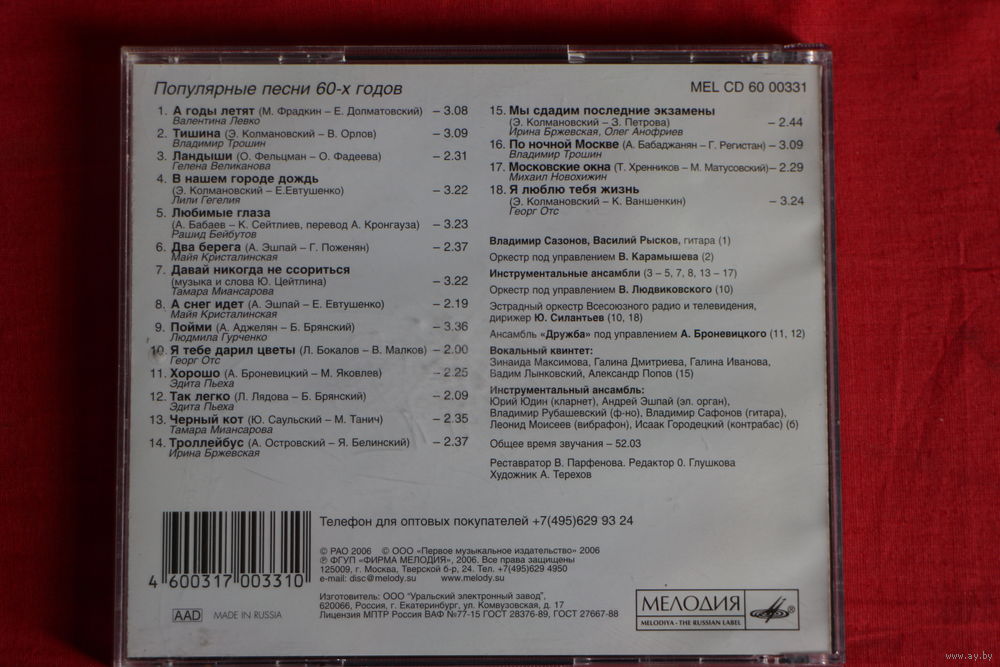 Популярные песни 60-х годов
MEL CD 60 00331
1. А годы летят (М. Фрадкин – Е. Долматовский) – 3.08
Валентина Левко
2. Тишина (Э. Колмановский – В. Орлов) – 3.09
Владимир Трошин
3. Ландыши (О. Фельцман – О. Фадеева) – 2.31
Гелена Великанова
4. В нашем городе дождь
(Э. Колмановский – Е.Евтушенко) – 3.22
Лили Гегелия
5. Любимые глаза
(А. Бабаев – К. Сейтлиев, перевод А. Кронгауза) – 3.23
Рашид Бейбутов
6. Два берега (А. Эшпай – Г. Поженян) – 2.37
Майя Кристалинская
7. Давай никогда не ссориться
(музыка и слова Ю. Цейтлина) – 3.22
Тамара Миансарова
8. А снег идет (А. Эшпай – Е. Евтушенко) – 2.19
Майя Кристалинская
9. Пойми (А. Аджелян – Б. Брянский) – 3.36
Людмила Гурченко
10. Я тебе дарил цветы (Л. Бокалов – В. Малков) – 2.00
Георг Отс
11. Хорошо (А. Броневицкий – М. Яковлев) – 2.25
Эдита Пьеха
12. Так легко (Л. Лядова – Б. Брянский) – 2.09
Эдита Пьеха
13. Черный кот (Ю. Саульский – М. Танич) – 2.35
Тамара Миансарова
14. Троллейбус (А. Островский – Я. Белинский) – 2.37
Ирина Бржевская
15. Мы сдадим последние экзамены
(Э. Колмановский – З. Петрова) – 2.44
Ирина Бржевская, Олег Анофриев
16. По ночной Москве (А. Бабаджанян – Г. Регистан) – 3.09
Владимир Трошин
17. Московские окна (Т. Хренников – М. Матусовский) – 2.29
Михаил Новохижин
18. Я люблю тебя жизнь
(Э. Колмановский – К. Ваншенкин) – 3.24
Георг Отс
Владимир Сазонов, Василий Рысков, гитара (1)
Оркестр под управлением В. Карамышева (2)
Инструментальные ансамбли (3 – 5, 7, 8, 13 – 17)
Оркестр под управлением В. Людвиковского (10)
Эстрадный оркестр Всесоюзного радио и телевидения,
дирижер Ю. Силантьев (10, 18)
Ансамбль «Дружба» под управлением А. Броневицкого (11, 12)
Вокальный квинтет:
Зинаида Максимова, Галина Дмитриева, Галина Иванова,
Вадим Лынковский, Александр Попов (15)
Инструментальный ансамбль:
Юрий Юдин (кларнет), Андрей Эшпай (эл. орган),
Владимир Рубашевский (ф-но), Владимир Сафонов (гитара),
Леонид Моисеев (вибрафон), Исаак Городецкий (контрабас) (6)
Общее время звучания – 52.03
Реставратор В. Парфенова. Редактор О. Глушкова
Художник А. Терехов
Телефон для оптовых покупателей +7(495)629 93 24
© РАО 2006 © ООО «Первое музыкальное издательство» 2006
℗ ФГУП «ФИРМА МЕЛОДИЯ», 2006. Все права защищены
125009, г. Москва, Тверской б-р, 24. Тел. +7(495)629 4950
e-mail: disc@melody.su www.melody.su
Изготовитель: ООО "Уральский электронный завод",
620066, Россия, г. Екатеринбург, ул. Комвузовская, д. 17
Лицензия МПТР России ВАФ №77-15 ГОСТ 28376-89, ГОСТ 27667-88
4 600317 003310
AAD MADE IN RUSSIA
МЕЛОДИЯ
MELODIYA - THE RUSSIAN LABEL
www.ay.by